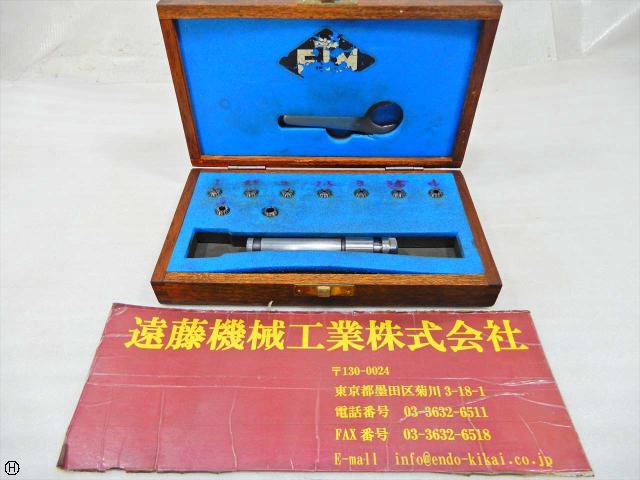 遠藤機械工業株式会社
〒130-0024
東京都墨田区菊川 3-18-1
電話番号 03-3632-6511
FAX 番号 03-3632-6518
E-mail info@endo-kikai.co.jp
H